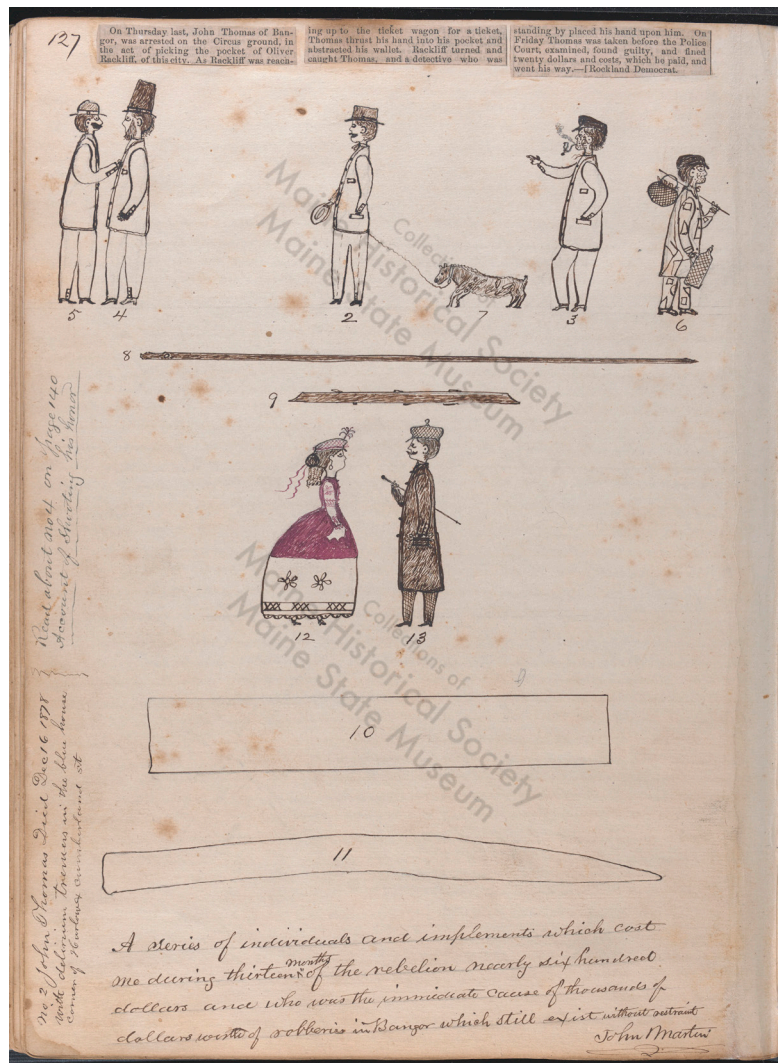 127
On Thursday last, John Thomas of Ban-
gor, was arrested on the Circus ground, in
the act of picking the pocket of Oliver
Rackliff, of this city. As Rackliff was reach-
ing up to the ticket wagon for a ticket,
Thomas thrust his hand into his pocket and
abstracted his wallet. Rackliff turned and
caught Thomas, and a detective who was
standing by placed his hand upon him. On
Friday Thomas was taken before the Police
Court, examined, found guilty, and fined
twenty dollars and costs, which he paid, and
went his way.—[Rockland Democrat.
5 4 2 7 3 6
8
9
12 13
10
11
Read about no 4 on page 140
Account of Shooting his honor
No. 2 John Thomas Died Dec 16 1878
with delirium tremens in the blue house
corner of Harlow & Cumberland st
A series of individuals and implements which cost
me during thirteen months of the rebelion nearly six hundred
dollars and who was the immidiate cause of thousands of
dollars worth of robberies in Bangor which still exist without restraint
John Martin
Collections of
Maine Historical Society
Maine State Museum
Collections of
Maine Historical Society
Maine State Museum